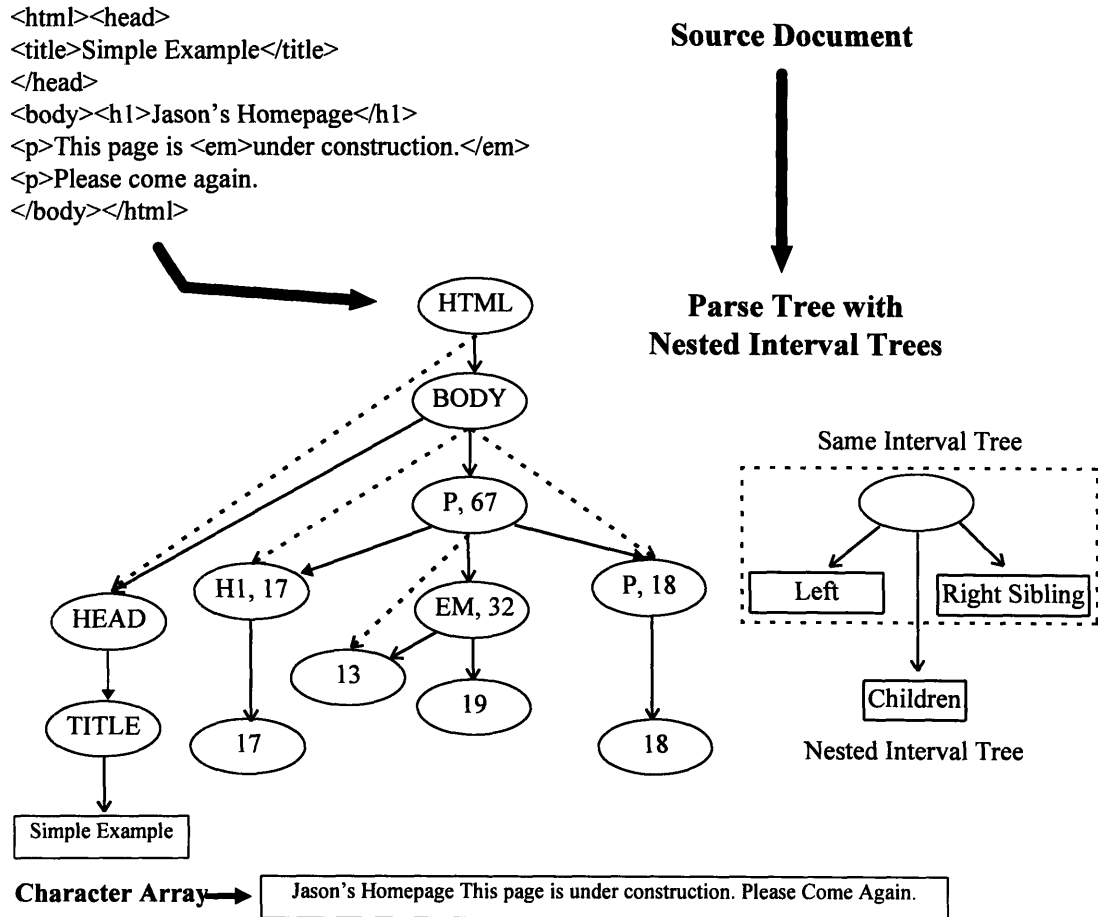 <html><head>
<title>Simple Example</title>
</head>
<body><h1>Jason's Homepage</h1>
<p>This page is <em>under construction.</em>
<p>Please come again.
</body></html>
Source Document
Parse Tree with
Nested Interval Trees
HTML
BODY
P, 67
H1, 17
EM, 32
P, 18
HEAD
13
19
TITLE
17
18
Simple Example
Same Interval Tree
Left
Right Sibling
Children
Nested Interval Tree
Character Array
Jason's Homepage This page is under construction. Please Come Again.